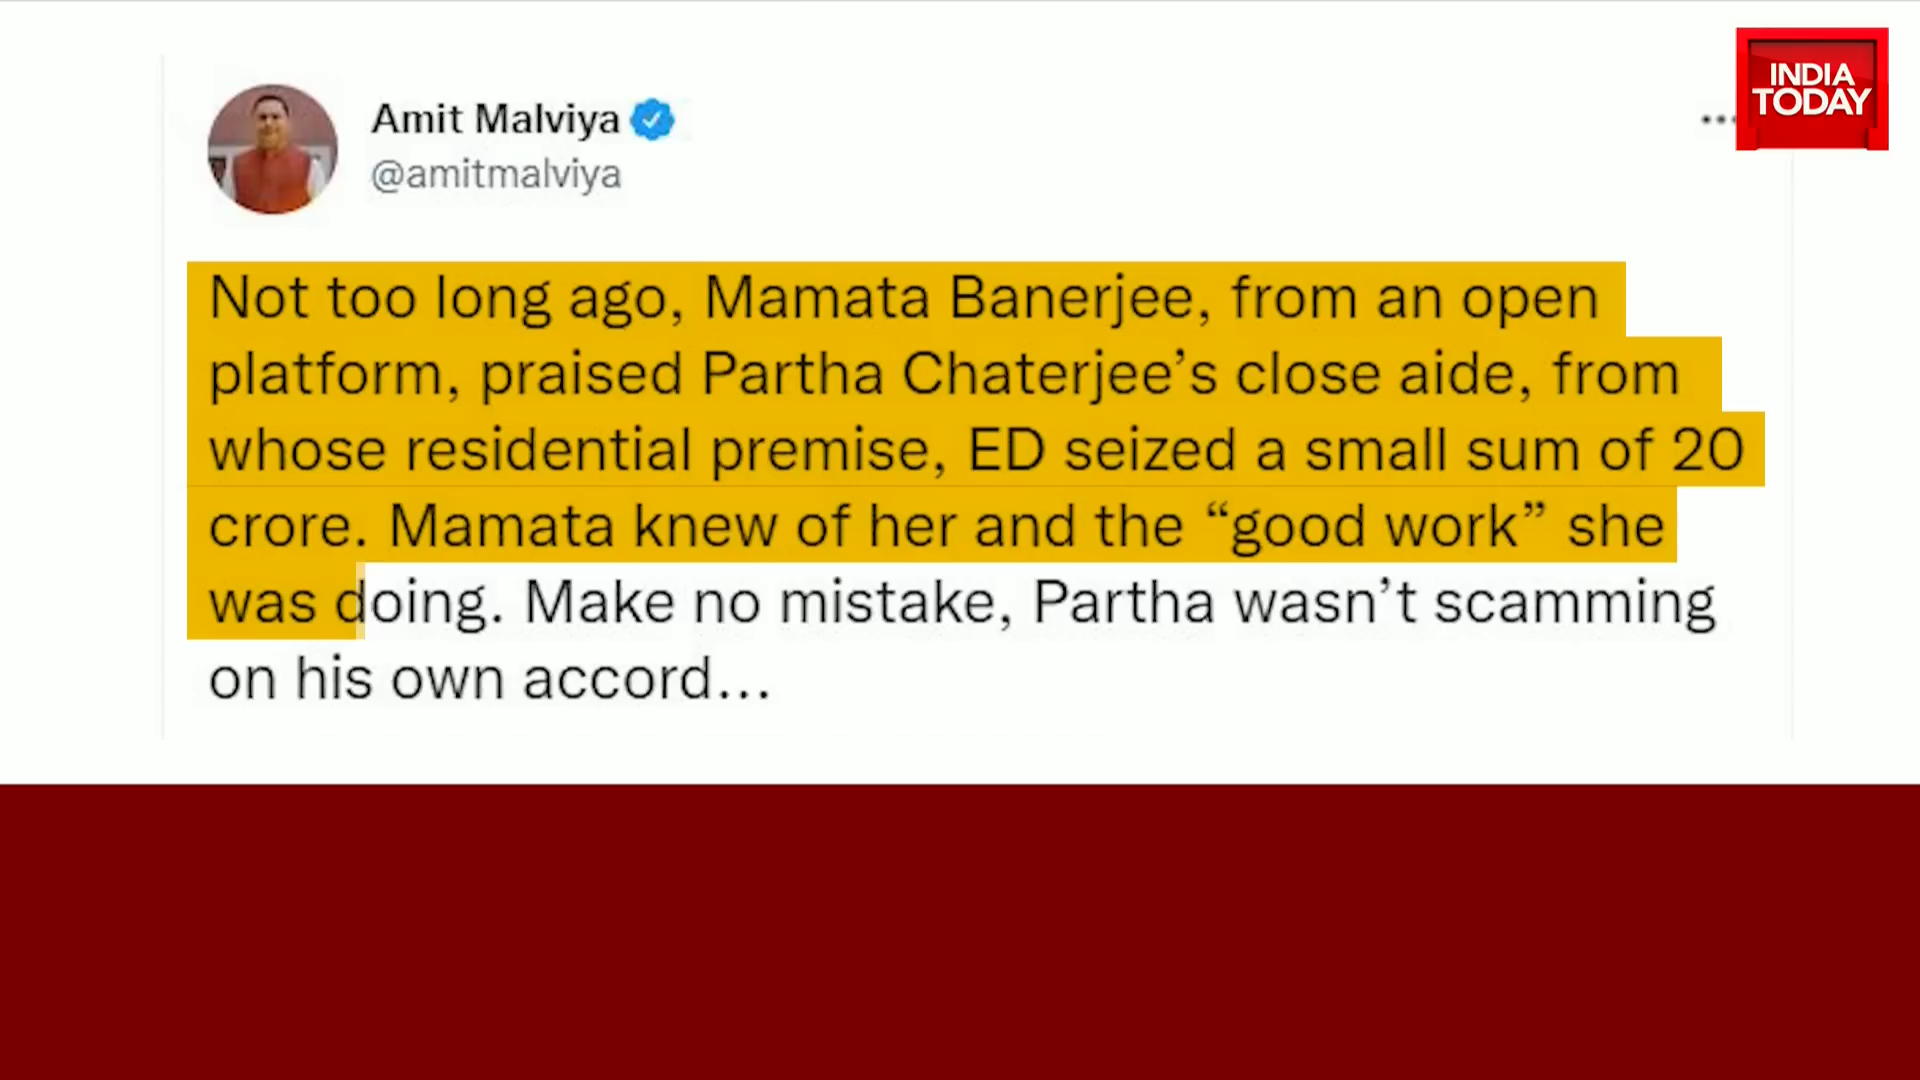 Amit Malviya
@amitmalviya
INDIA
TODAY
Not too long ago, Mamata Banerjee, from an open
platform, praised Partha Chaterjee’s close aide, from
whose residential premise, ED seized a small sum of 20
crore. Mamata knew of her and the “good work” she
was doing. Make no mistake, Partha wasn’t scamming
on his own accord...